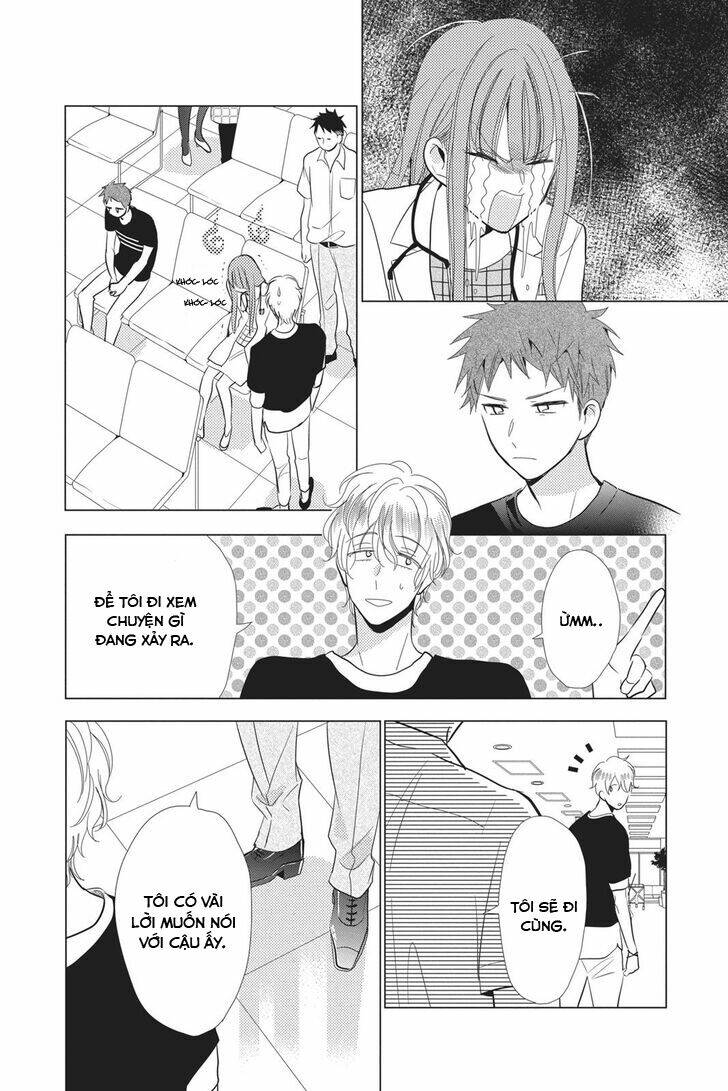 KHÓC LÓC
KHÓC LÓC
ỪMM..
ĐỂ TÔI ĐI XEM
CHUYỆN GÌ
ĐANG XẢY RA.
TÔI SẼ ĐI
CÙNG.
TÔI CÓ VÀI
LỜI MUỐN NÓI
VỚI CẬU ẤY.